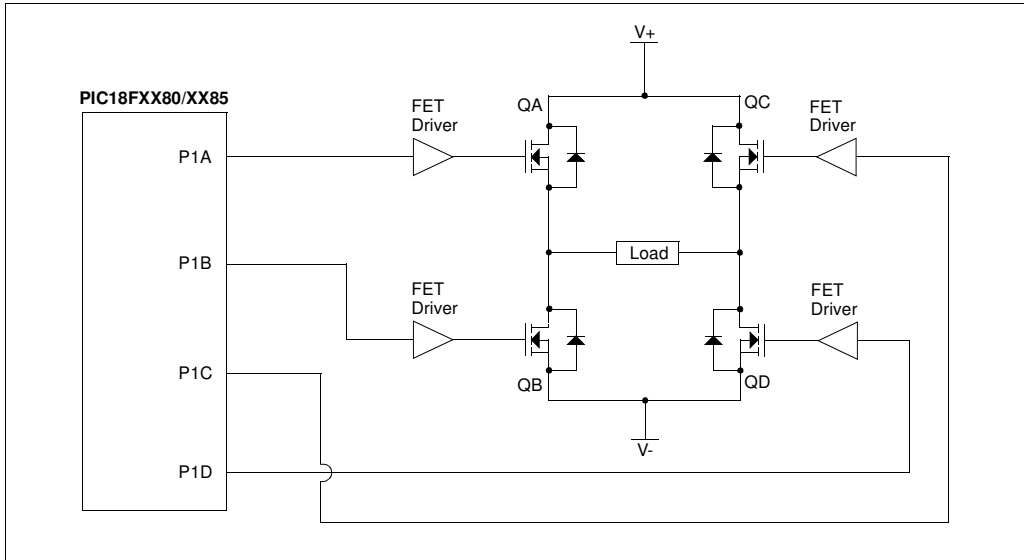 V+
PIC18FXX80/XX85
FET
Driver
QA
QC
FET
Driver
P1A
P1B
Load
FET
Driver
FET
Driver
P1C
QB
QD
V-
P1D